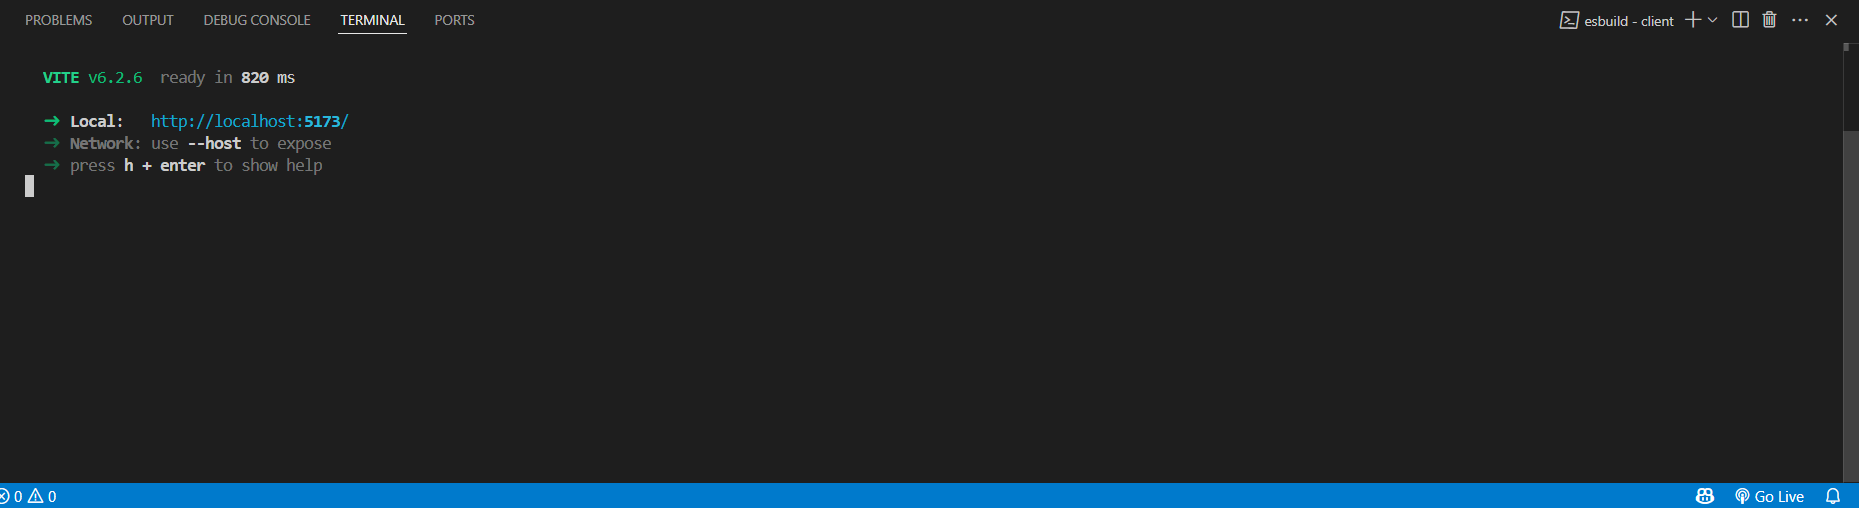 PROBLEMS OUTPUT DEBUG CONSOLE TERMINAL PORTS esbuild - client
VITE v6.2.6 ready in 820 ms
➜ Local: http://localhost:5173/
➜ Network: use --host to expose
➜ press h + enter to show help
0 0 Go Live